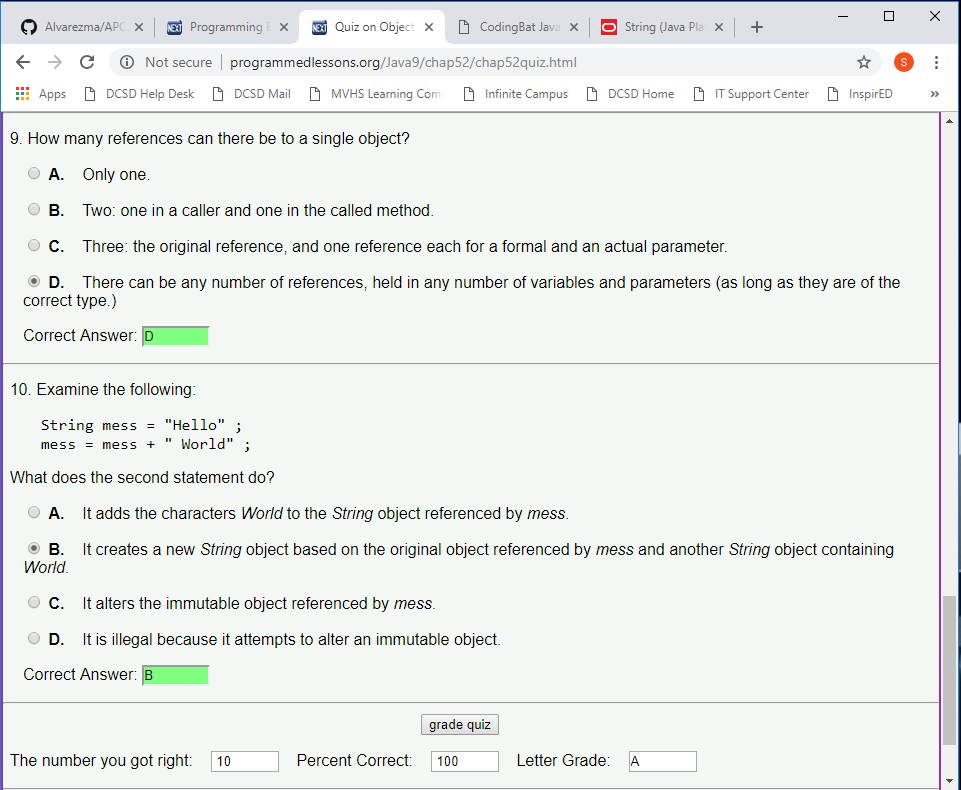 Alvarezma/APC
Programming E
Quiz on Object
CodingBat Java
String (Java Pla
Not secure | programmedlessons.org/Java9/chap52/chap52quiz.html
S
Apps DCSD Help Desk DCSD Mail MVHS Learning Com Infinite Campus DCSD Home IT Support Center InspirED »
9. How many references can there be to a single object?
A. Only one.
B. Two: one in a caller and one in the called method.
C. Three: the original reference, and one reference each for a formal and an actual parameter.
D. There can be any number of references, held in any number of variables and parameters (as long as they are of the
correct type.)
Correct Answer: D
10. Examine the following:
String mess = "Hello" ;
mess = mess + " World" ;
What does the second statement do?
A. It adds the characters World to the String object referenced by mess.
B. It creates a new String object based on the original object referenced by mess and another String object containing
World.
C. It alters the immutable object referenced by mess.
D. It is illegal because it attempts to alter an immutable object.
Correct Answer: B
grade quiz
The number you got right: 10 Percent Correct: 100 Letter Grade: A